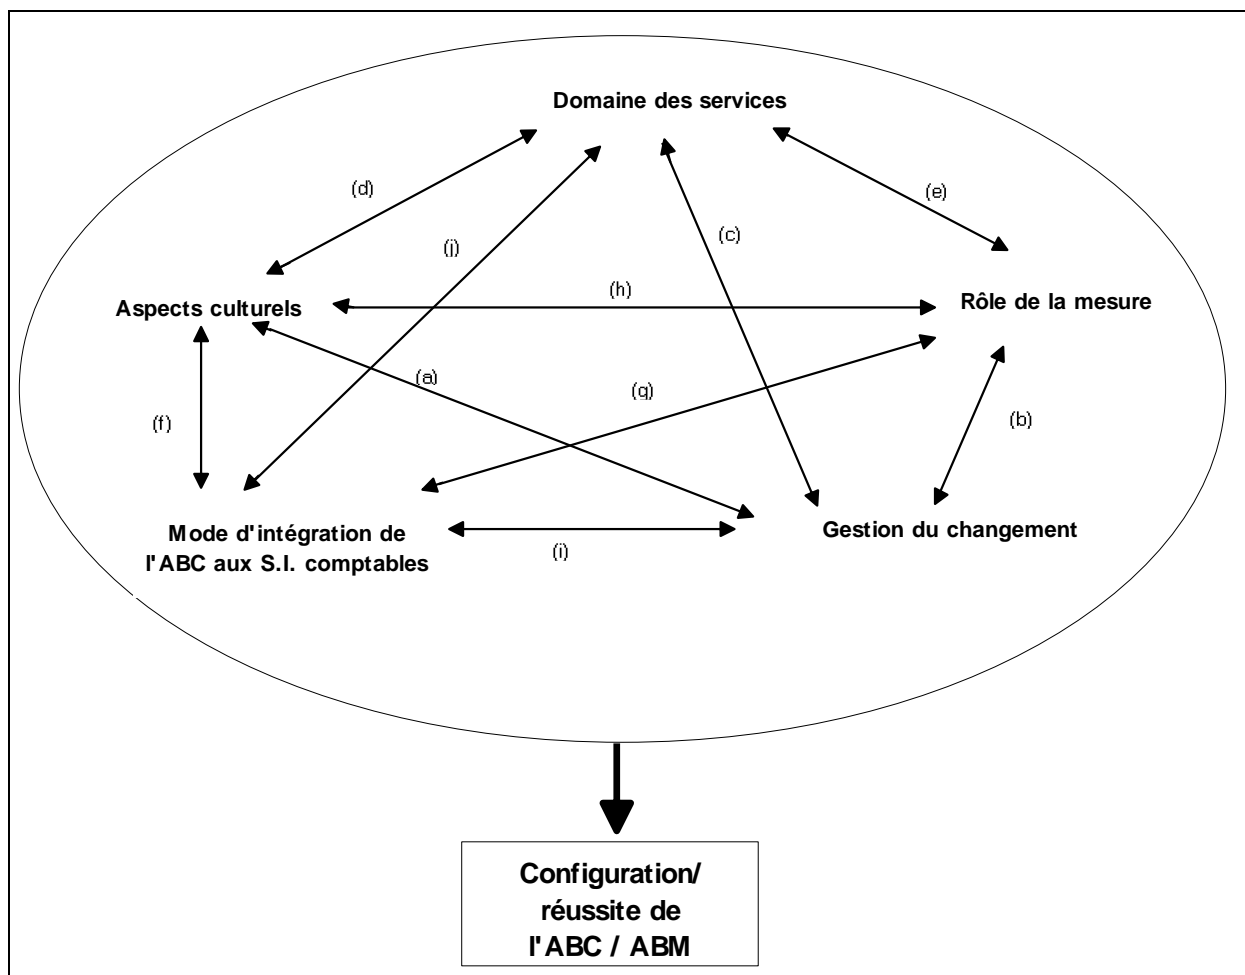 Domaine des services
(d)
(e)
(j)
(c)
(h)
Aspects culturels
Rôle de la mesure
(a)
(g)
(f)
(b)
Mode d'intégration de
l'ABC aux S.I. comptables
(i)
Gestion du changement
Configuration/
réussite de
l'ABC / ABM